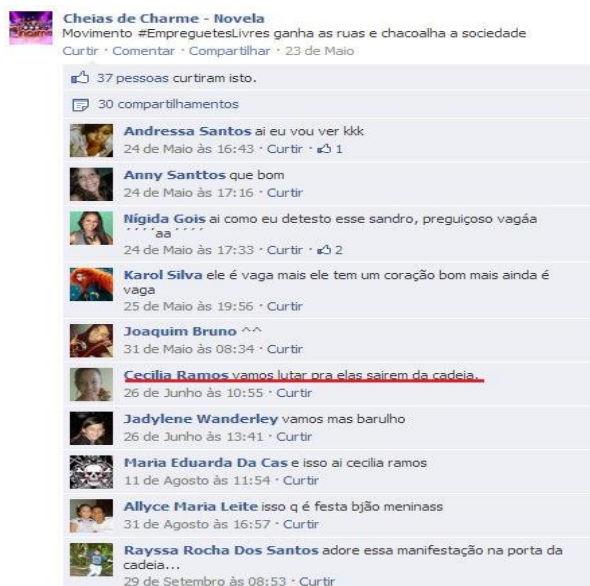 Cheias de Charme - Novela
Movimento #EmpreguetesLivres ganha as ruas e chacoalha a sociedade
Curtir · Comentar · Compartilhar · 23 de Maio
37 pessoas curtiram isto.
30 compartilhamentos
Andressa Santos ai eu vou ver kkk
24 de Maio às 16:43 · Curtir · 1
Anny Santtos que bom
24 de Maio às 17:16 · Curtir
Nígida Gois ai como eu detesto esse sandro, preguiçoso vagáa
´´´´aa´´´´
24 de Maio às 17:33 · Curtir · 2
Karol Silva ele é vaga mais ele tem um coração bom mais ainda é
vaga
25 de Maio às 19:56 · Curtir
Joaquim Bruno ^^
31 de Maio às 08:34 · Curtir
Cecilia Ramos vamos lutar pra elas sairem da cadeia.
26 de Junho às 10:55 · Curtir
Jadylene Wanderley vamos mas barulho
26 de Junho às 13:41 · Curtir
Maria Eduarda Da Cas e isso ai cecilia ramos
11 de Agosto às 11:54 · Curtir
Allyce Maria Leite isso q é festa bjão meninass
31 de Agosto às 16:57 · Curtir
Rayssa Rocha Dos Santos adore essa manifestação na porta da
cadeia...
29 de Setembro às 08:53 · Curtir